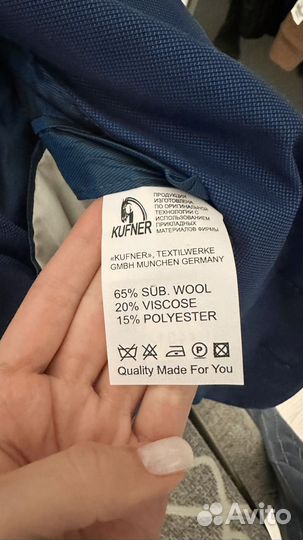 KUFNER
ПРОДУКЦИЯ
ИЗГОТОВЛЕНА
ПО ОРИГИНАЛЬНОЙ
ТЕХНОЛОГИИ С
ИСПОЛЬЗОВАНИЕМ
ПРИКЛАДНЫХ
МАТЕРИАЛОВ ФИРМЫ
«KUFNER», TEXTILWERKE
GMBH MUNCHEN GERMANY
65% SÜB. WOOL
20% VISCOSE
15% POLYESTER
P
Quality Made For You
Avito